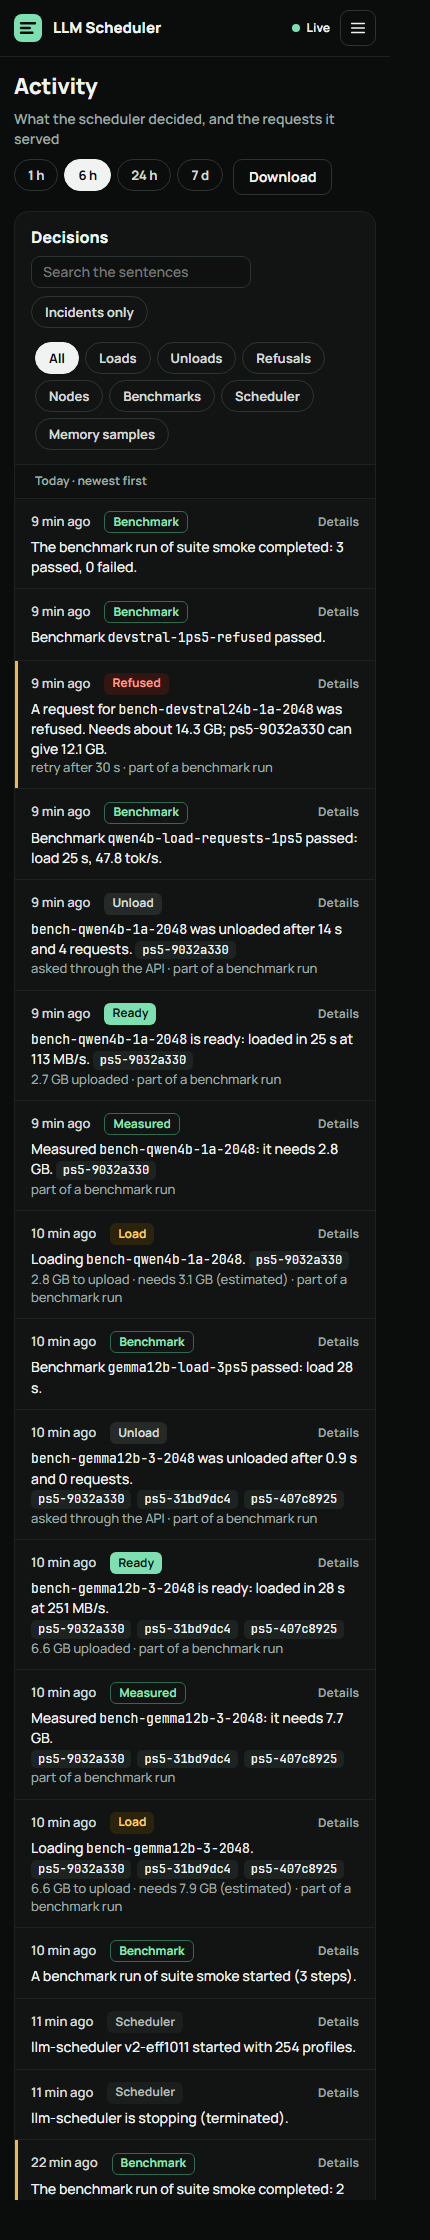 LLM Scheduler
Live
Activity
What the scheduler decided, and the requests it
served
1 h
6 h
24 h
7 d
Download
Decisions
Search the sentences
Incidents only
All
Loads
Unloads
Refusals
Nodes
Benchmarks
Scheduler
Memory samples
Today · newest first
9 min ago Benchmark Details
The benchmark run of suite smoke completed: 3
passed, 0 failed.
9 min ago Benchmark Details
Benchmark devstral-1ps5-refused passed.
9 min ago Refused Details
A request for bench-devstral24b-1a-2048 was
refused. Needs about 14.3 GB; ps5-9032a330 can
give 12.1 GB.
retry after 30 s · part of a benchmark run
9 min ago Benchmark Details
Benchmark qwen4b-load-requests-1ps5 passed:
load 25 s, 47.8 tok/s.
9 min ago Unload Details
bench-qwen4b-1a-2048 was unloaded after 14 s
and 4 requests. ps5-9032a330
asked through the API · part of a benchmark run
9 min ago Ready Details
bench-qwen4b-1a-2048 is ready: loaded in 25 s at
113 MB/s. ps5-9032a330
2.7 GB uploaded · part of a benchmark run
9 min ago Measured Details
Measured bench-qwen4b-1a-2048: it needs 2.8
GB. ps5-9032a330
part of a benchmark run
10 min ago Load Details
Loading bench-qwen4b-1a-2048. ps5-9032a330
2.8 GB to upload · needs 3.1 GB (estimated) · part of a
benchmark run
10 min ago Benchmark Details
Benchmark gemma12b-load-3ps5 passed: load 28
s.
10 min ago Unload Details
bench-gemma12b-3-2048 was unloaded after 0.9 s
and 0 requests.
ps5-9032a330 ps5-31bd9dc4 ps5-407c8925
asked through the API · part of a benchmark run
10 min ago Ready Details
bench-gemma12b-3-2048 is ready: loaded in 28 s
at 251 MB/s.
ps5-9032a330 ps5-31bd9dc4 ps5-407c8925
6.6 GB uploaded · part of a benchmark run
10 min ago Measured Details
Measured bench-gemma12b-3-2048: it needs 7.7
GB.
ps5-9032a330 ps5-31bd9dc4 ps5-407c8925
part of a benchmark run
10 min ago Load Details
Loading bench-gemma12b-3-2048.
ps5-9032a330 ps5-31bd9dc4 ps5-407c8925
6.6 GB to upload · needs 7.9 GB (estimated) · part of a
benchmark run
10 min ago Benchmark Details
A benchmark run of suite smoke started (3 steps).
11 min ago Scheduler Details
llm-scheduler v2-eff1011 started with 254 profiles.
11 min ago Scheduler Details
llm-scheduler is stopping (terminated).
22 min ago Benchmark Details
The benchmark run of suite smoke completed: 2